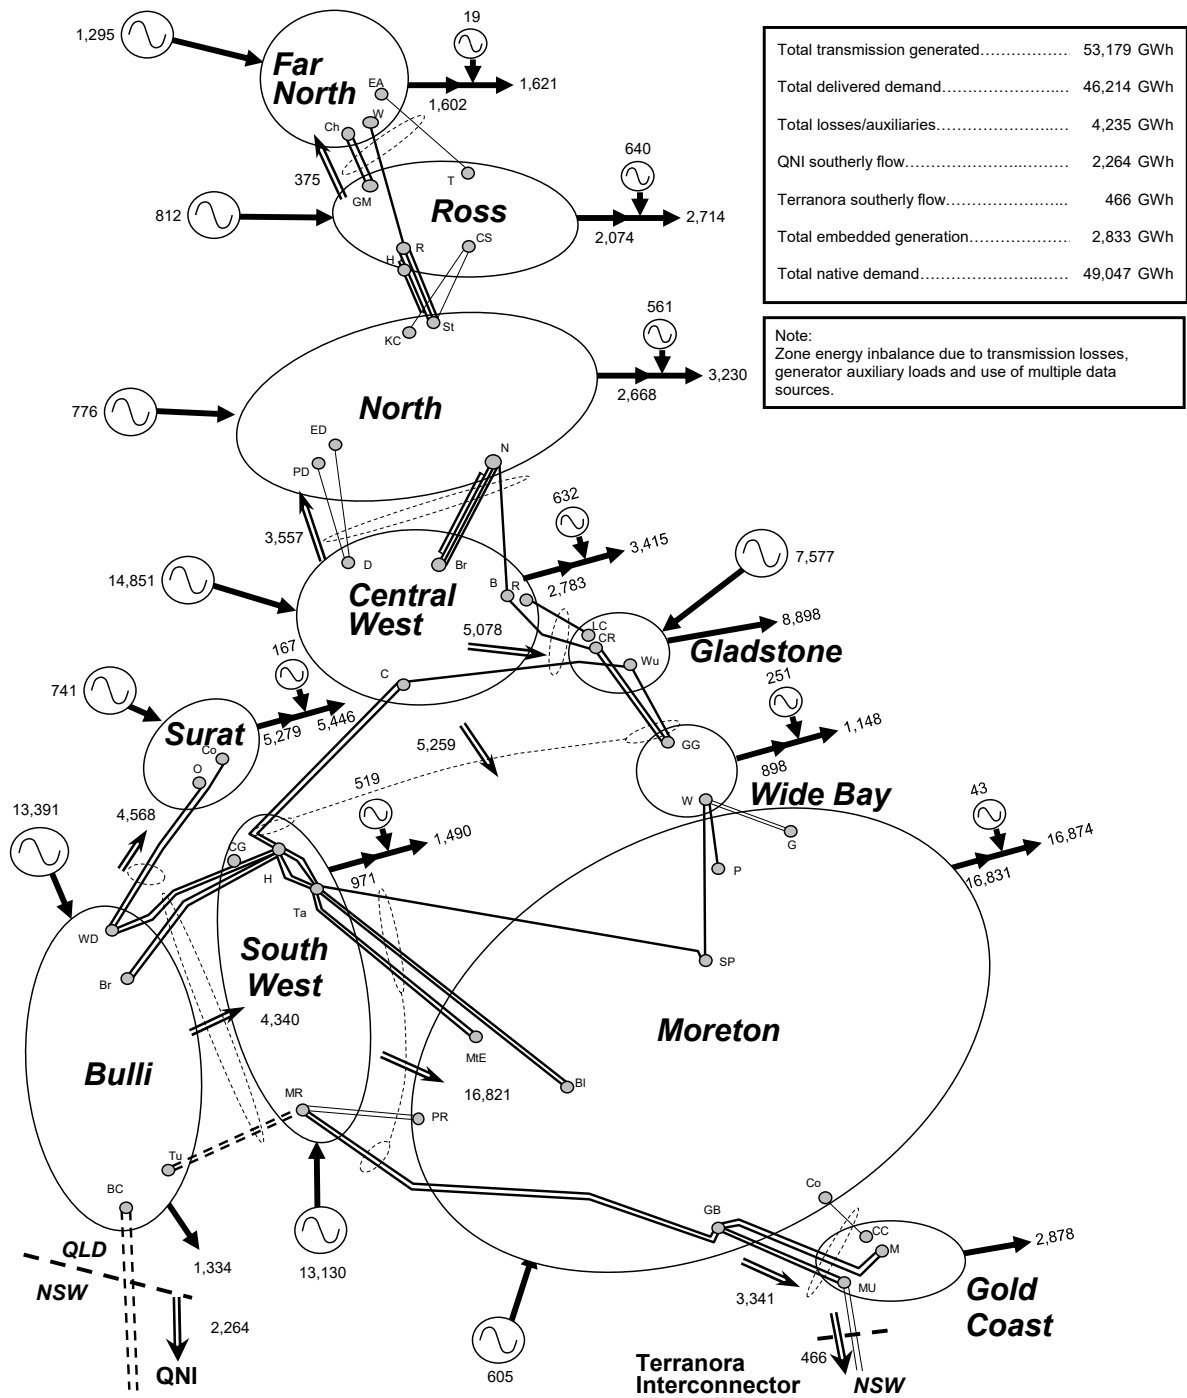 1,295
19
Far
North
EA
W
Ch
1,602
1,621
375
GM
T
640
812
Ross
2,074
2,714
R
CS
H
St
KC
561
776
North
2,668
3,230
ED
PD
N
3,557
632
14,851
D
Br
B
R
2,783
3,415
7,577
Central
West
5,078
LC
CR
8,898
Gladstone
Wu
167
741
C
251
Surat
5,279
5,446
Co
O
5,259
GG
898
1,148
Wide Bay
13,391
4,568
519
W
43
G
16,874
16,831
CG
1,490
971
P
H
Ta
WD
South
West
SP
Br
4,340
Moreton
MtE
Bulli
BI
16,821
MR
PR
Tu
BC
Co
GB
CC
M
2,878
QLD
NSW
1,334
13,130
3,341
MU
Gold
Coast
2,264
QNI
605
Terranora
Interconnector
466
NSW
Total transmission generated……………… 53,179 GWh
Total delivered demand…………………... 46,214 GWh
Total losses/auxiliaries…………………..... 4,235 GWh
QNI southerly flow………………………..... 2,264 GWh
Terranora southerly flow………………….. 466 GWh
Total embedded generation……………….. 2,833 GWh
Total native demand…………………..…… 49,047 GWh
Note:
Zone energy inbalance due to transmission losses,
generator auxiliary loads and use of multiple data
sources.